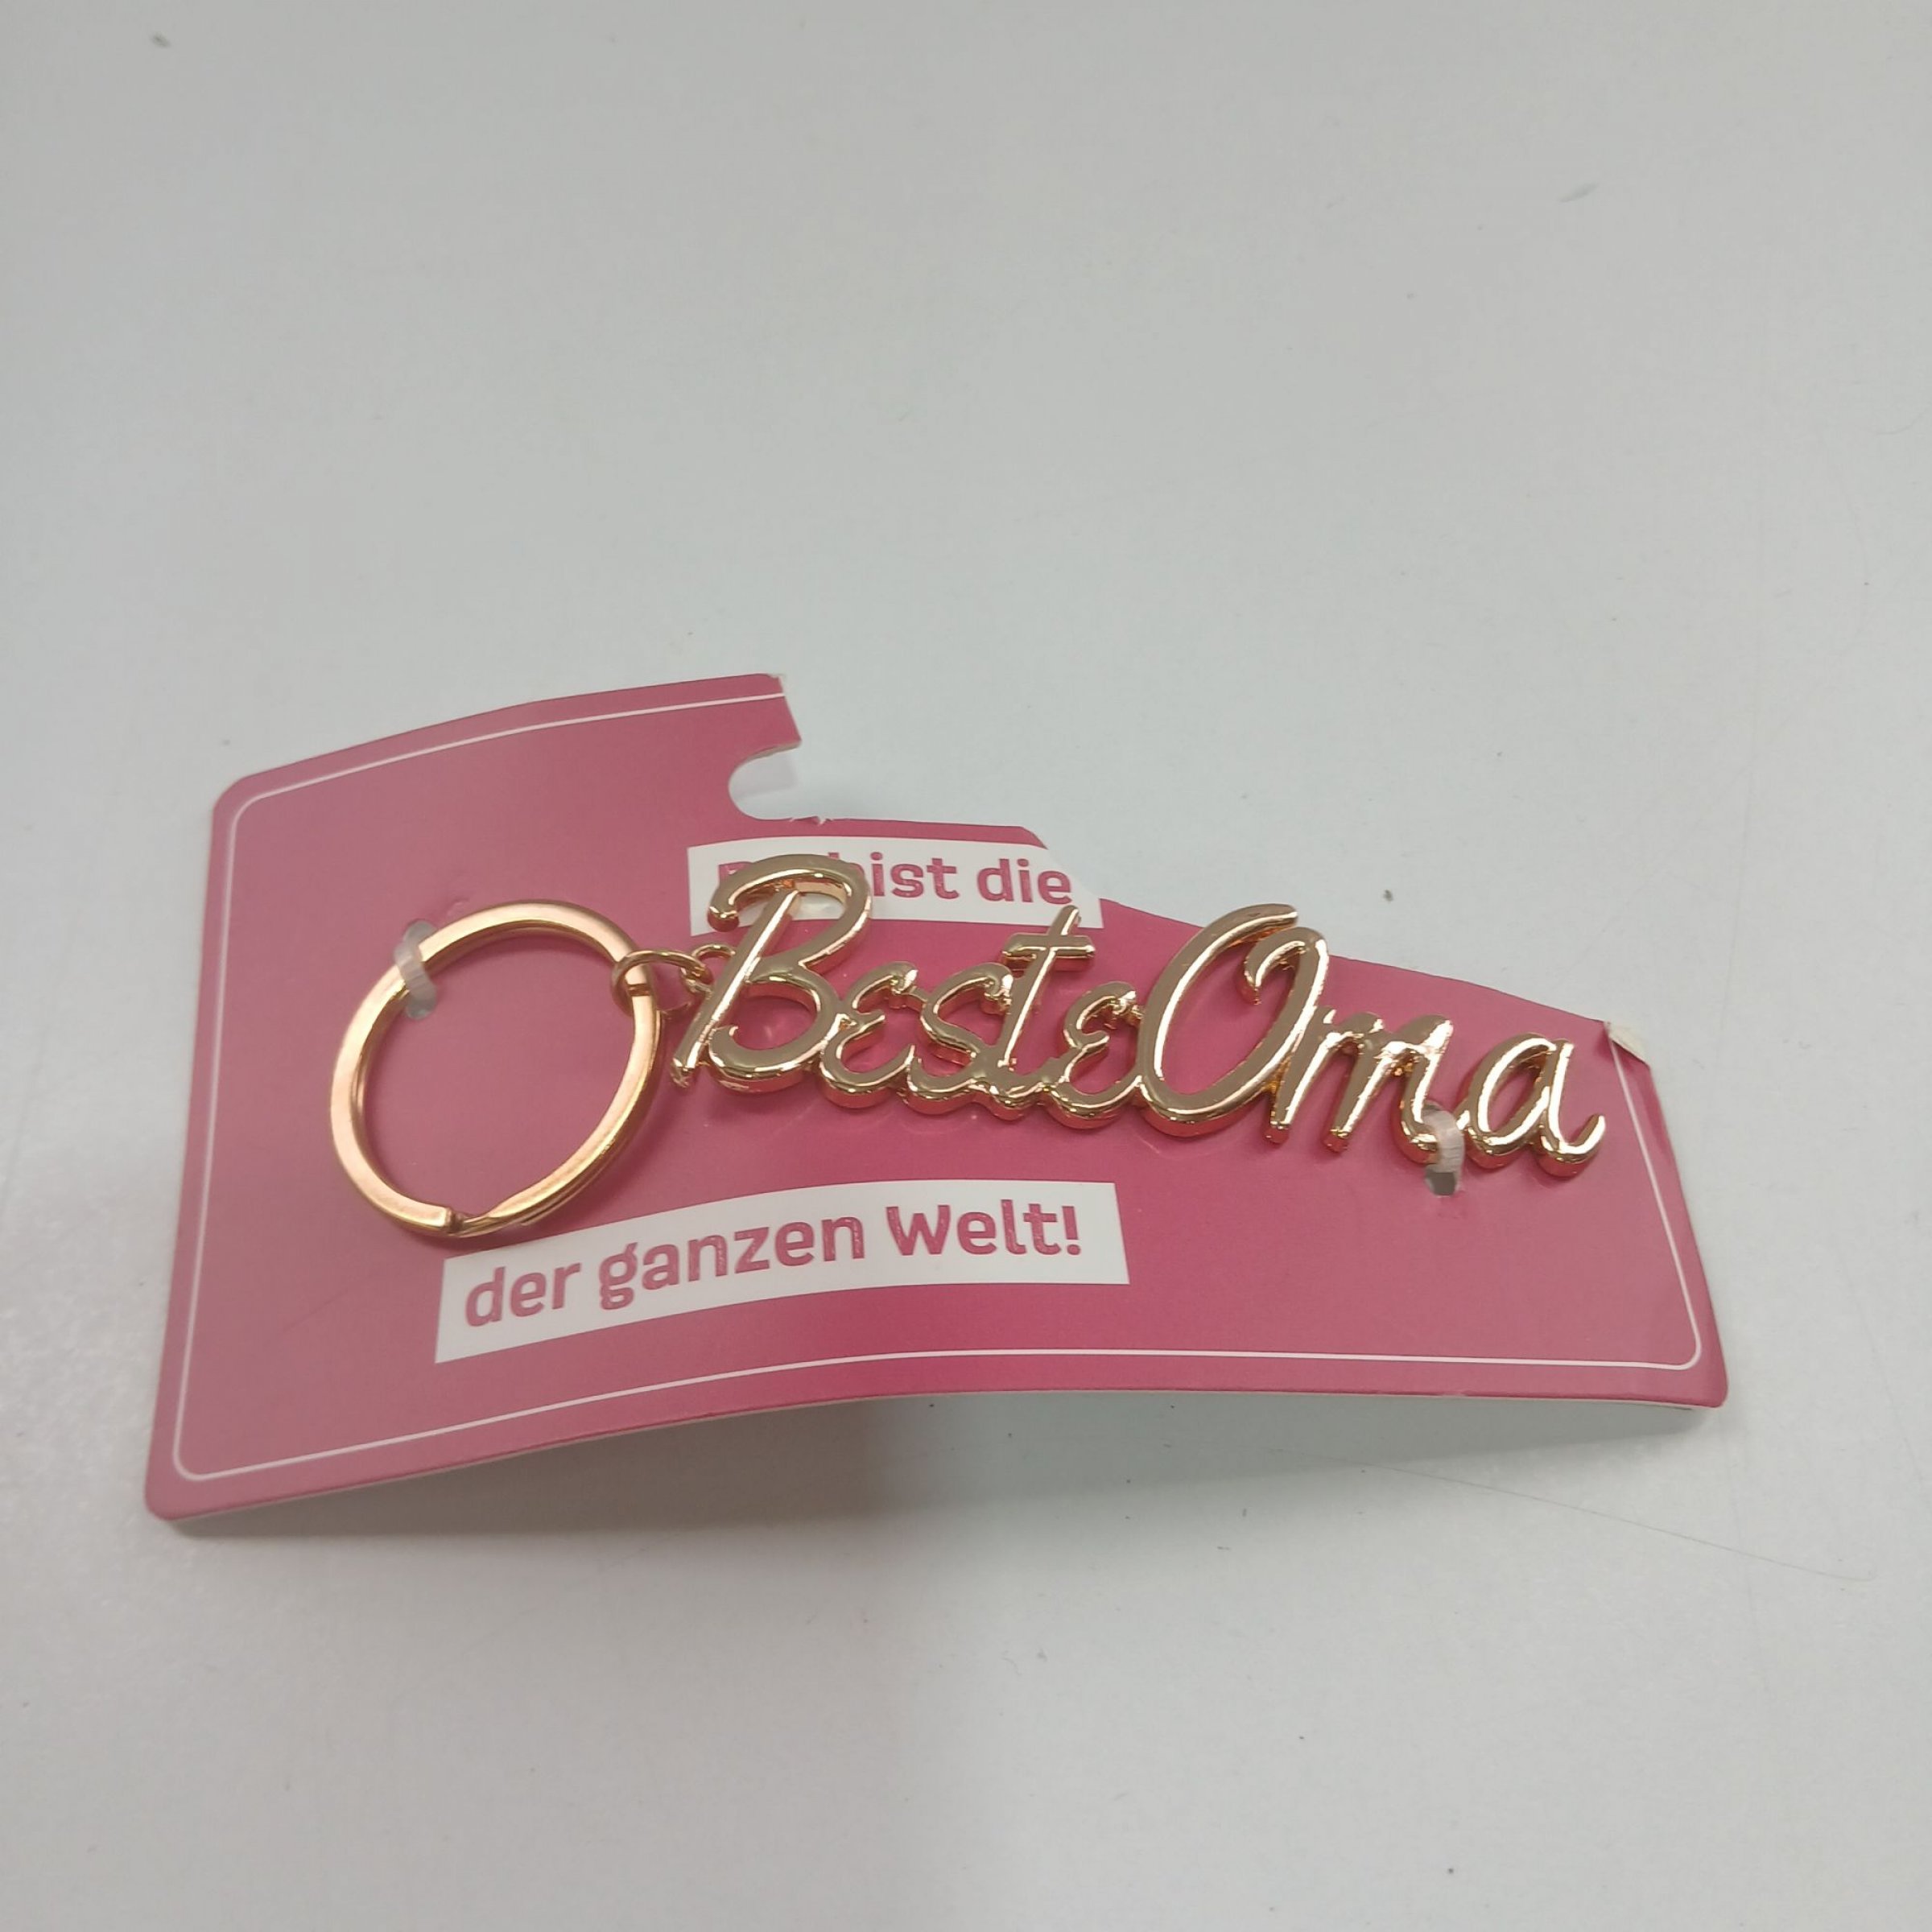 bist die
Beste Oma
der ganzen Welt!